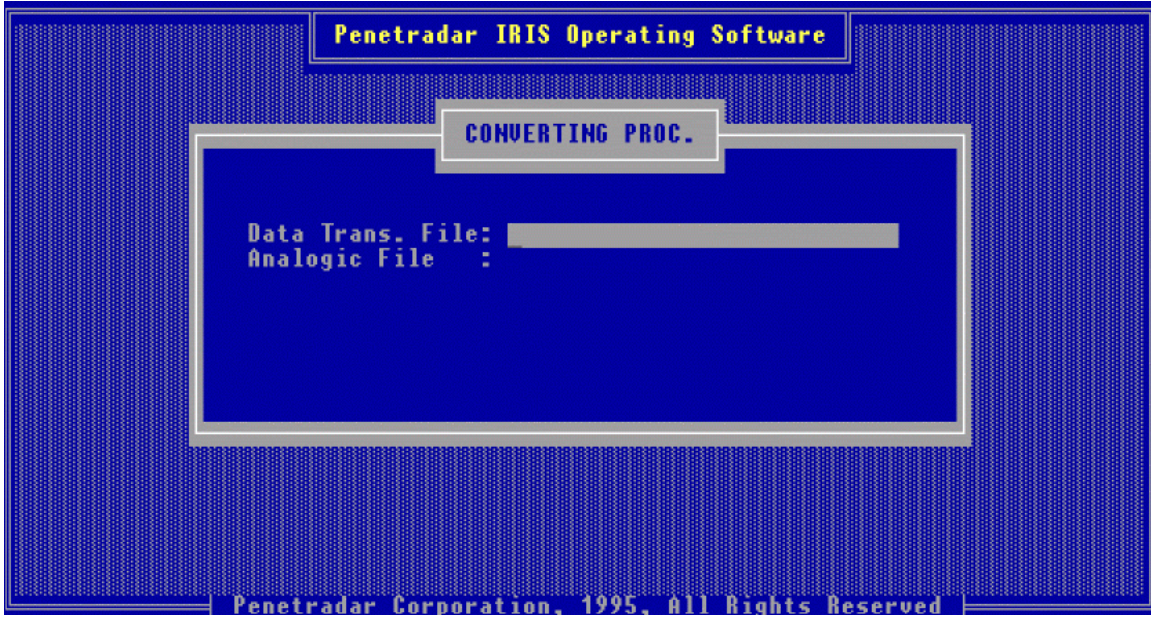 Penetradar IRIS Operating Software
CONVERTING PROC.
Data Trans. File:
Analogic File   :
Penetradar Corporation, 1995, All Rights Reserved